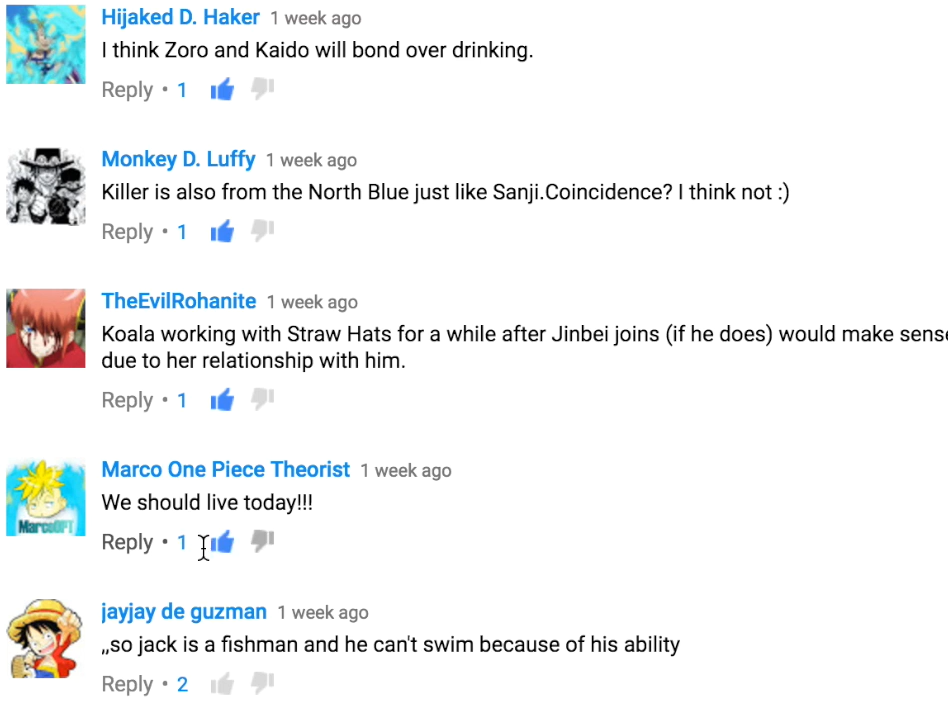 Hijaked D. Haker 1 week ago
I think Zoro and Kaido will bond over drinking.
Reply • 1
Monkey D. Luffy 1 week ago
Killer is also from the North Blue just like Sanji.Coincidence? I think not :)
Reply • 1
TheEvilRohanite 1 week ago
Koala working with Straw Hats for a while after Jinbei joins (if he does) would make sense
due to her relationship with him.
Reply • 1
Marco One Piece Theorist 1 week ago
We should live today!!!
MarcoOPT
Reply • 1
jayjay de guzman 1 week ago
,,so jack is a fishman and he can't swim because of his ability
Reply • 2